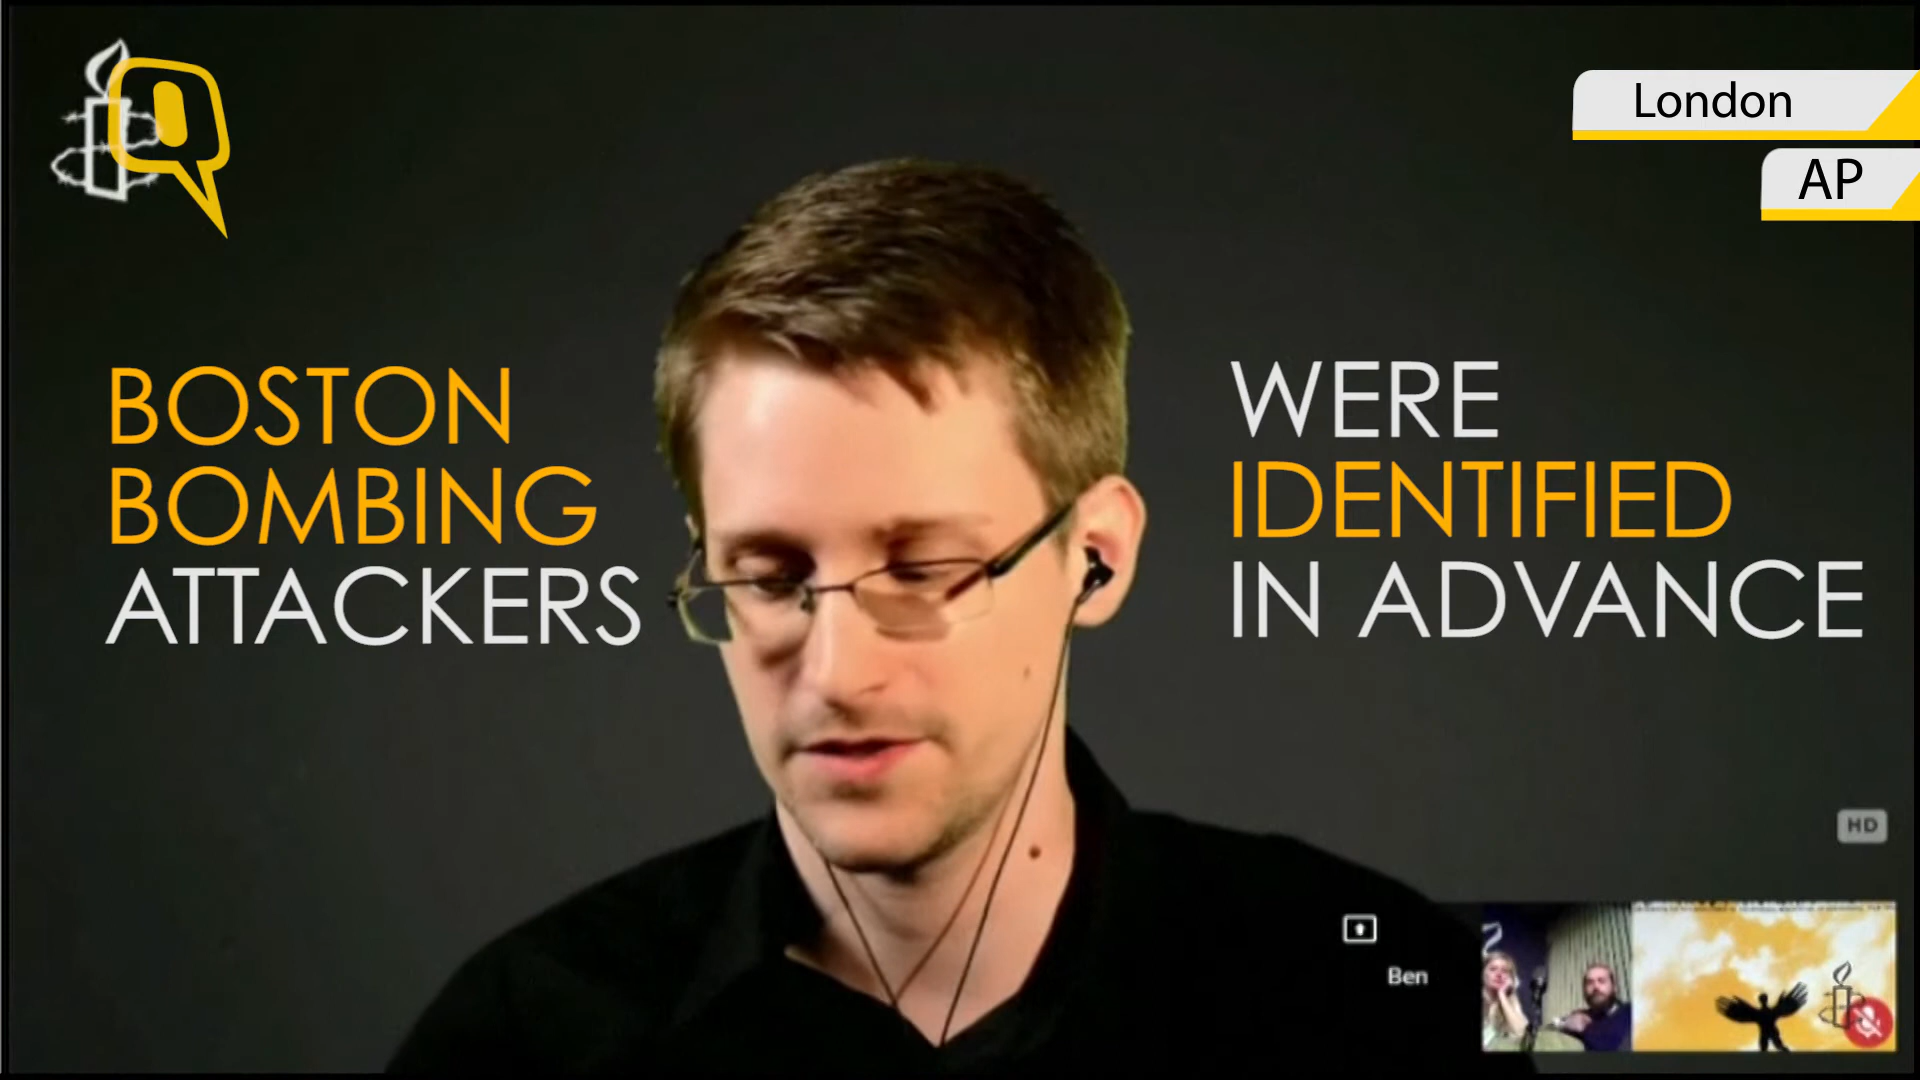 London
AP
BOSTON
BOMBING
ATTACKERS
WERE
IDENTIFIED
IN ADVANCE
HD
Ben